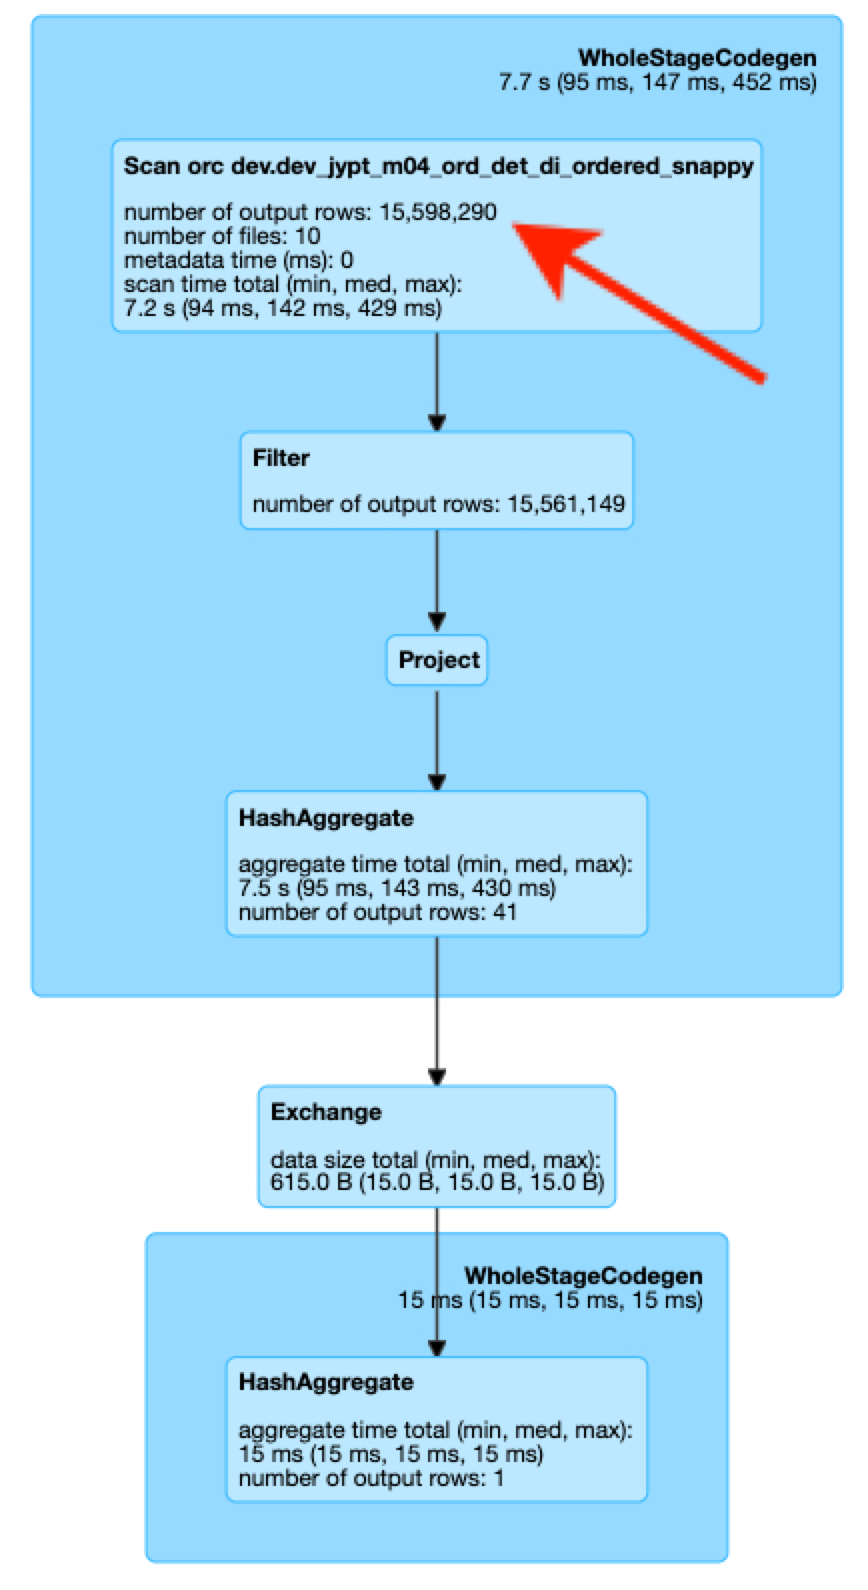 WholeStageCodegen
7.7 s (95 ms, 147 ms, 452 ms)
Scan orc dev.dev_jypt_m04_ord_det_di_ordered_snappy
number of output rows: 15,598,290
number of files: 10
metadata time (ms): 0
scan time total (min, med, max):
7.2 s (94 ms, 142 ms, 429 ms)
Filter
number of output rows: 15,561,149
Project
HashAggregate
aggregate time total (min, med, max):
7.5 s (95 ms, 143 ms, 430 ms)
number of output rows: 41
Exchange
data size total (min, med, max):
615.0 B (15.0 B, 15.0 B, 15.0 B)
WholeStageCodegen
15 ms (15 ms, 15 ms, 15 ms)
HashAggregate
aggregate time total (min, med, max):
15 ms (15 ms, 15 ms, 15 ms)
number of output rows: 1